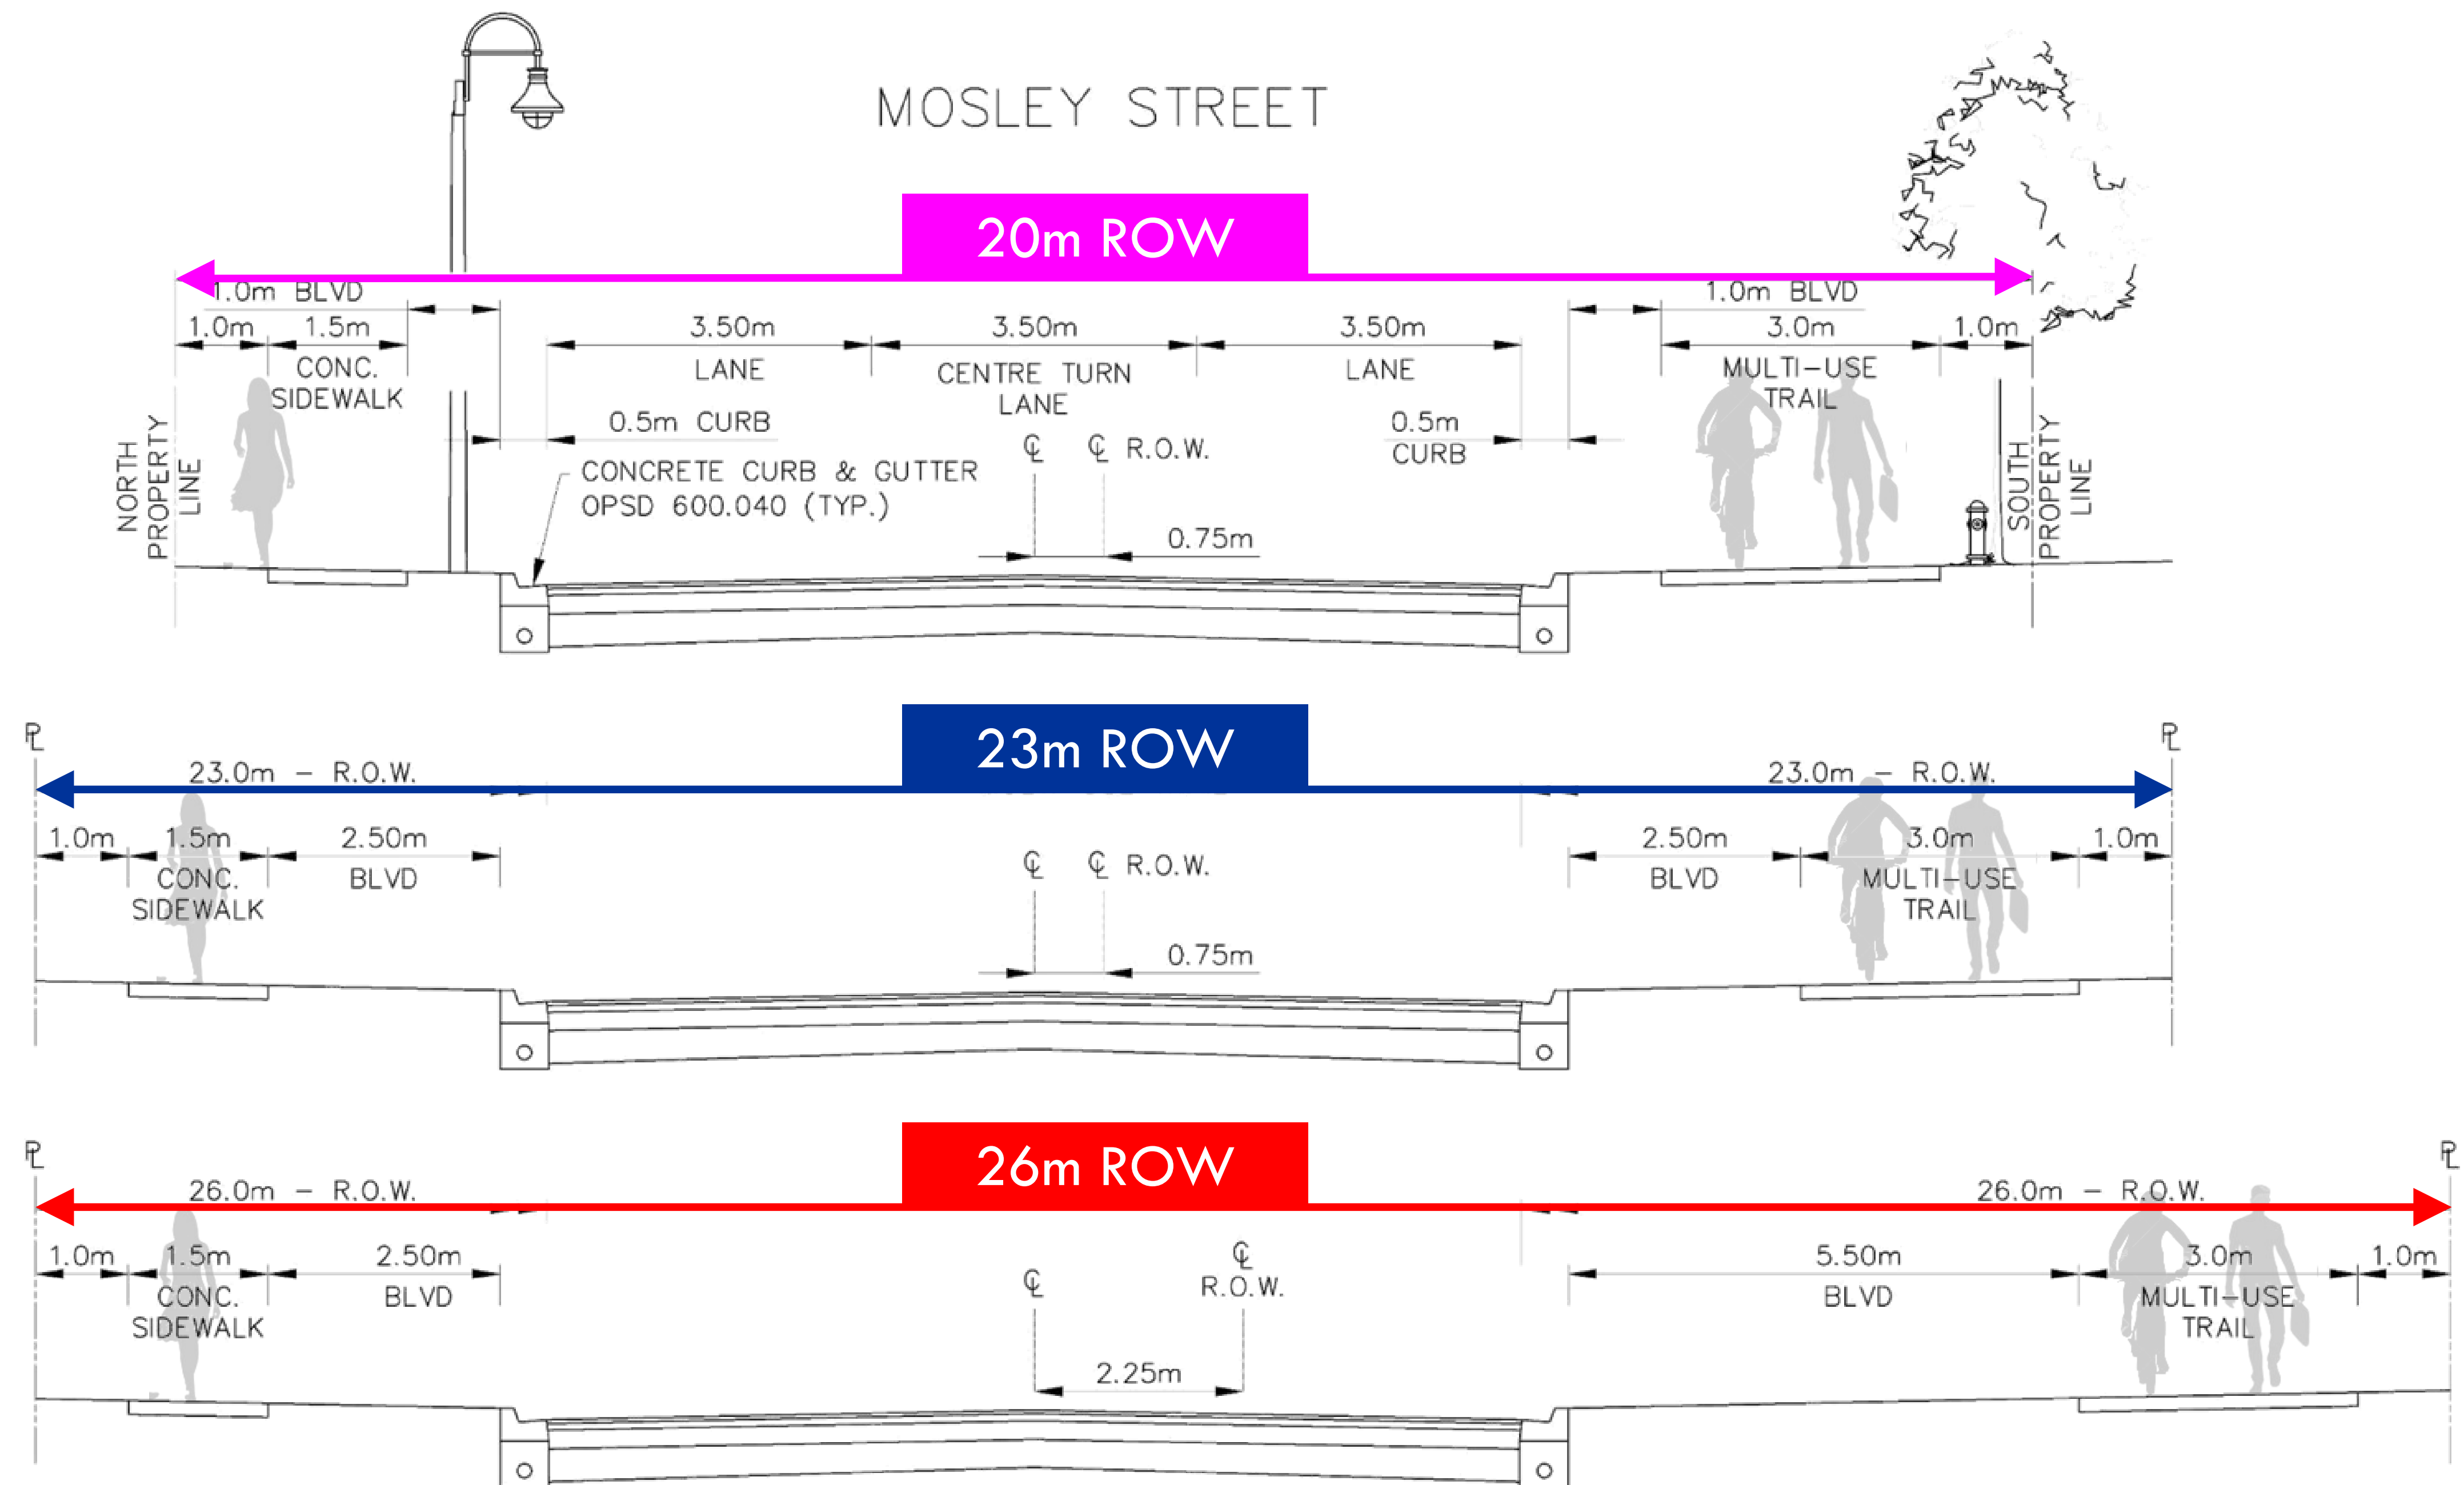 MOSLEY STREET
20m ROW
1.0m BLVD
1.0m BLVD
1.0m 1.5m 3.50m 3.50m 3.50m 3.0m 1.0m
CONC.
SIDEWALK
LANE
CENTRE TURN
LANE
LANE
MULTI-USE
TRAIL
0.5m CURB
0.5m
CURB
℄ ℄ R.O.W.
CONCRETE CURB & GUTTER
OPSD 600.040 (TYP.)
0.75m
NORTH
PROPERTY
LINE
SOUTH
PROPERTY
LINE
23m ROW
PL PL
23.0m - R.O.W. 23.0m - R.O.W.
1.0m 1.5m 2.50m 2.50m 3.0m 1.0m
CONC.
SIDEWALK
BLVD
BLVD
MULTI-USE
TRAIL
℄ ℄ R.O.W.
0.75m
26m ROW
PL PL
26.0m - R.O.W. 26.0m - R.O.W.
1.0m 1.5m 2.50m 5.50m 3.0m 1.0m
CONC.
SIDEWALK
BLVD
BLVD
MULTI-USE
TRAIL
℄ ℄
R.O.W.
2.25m